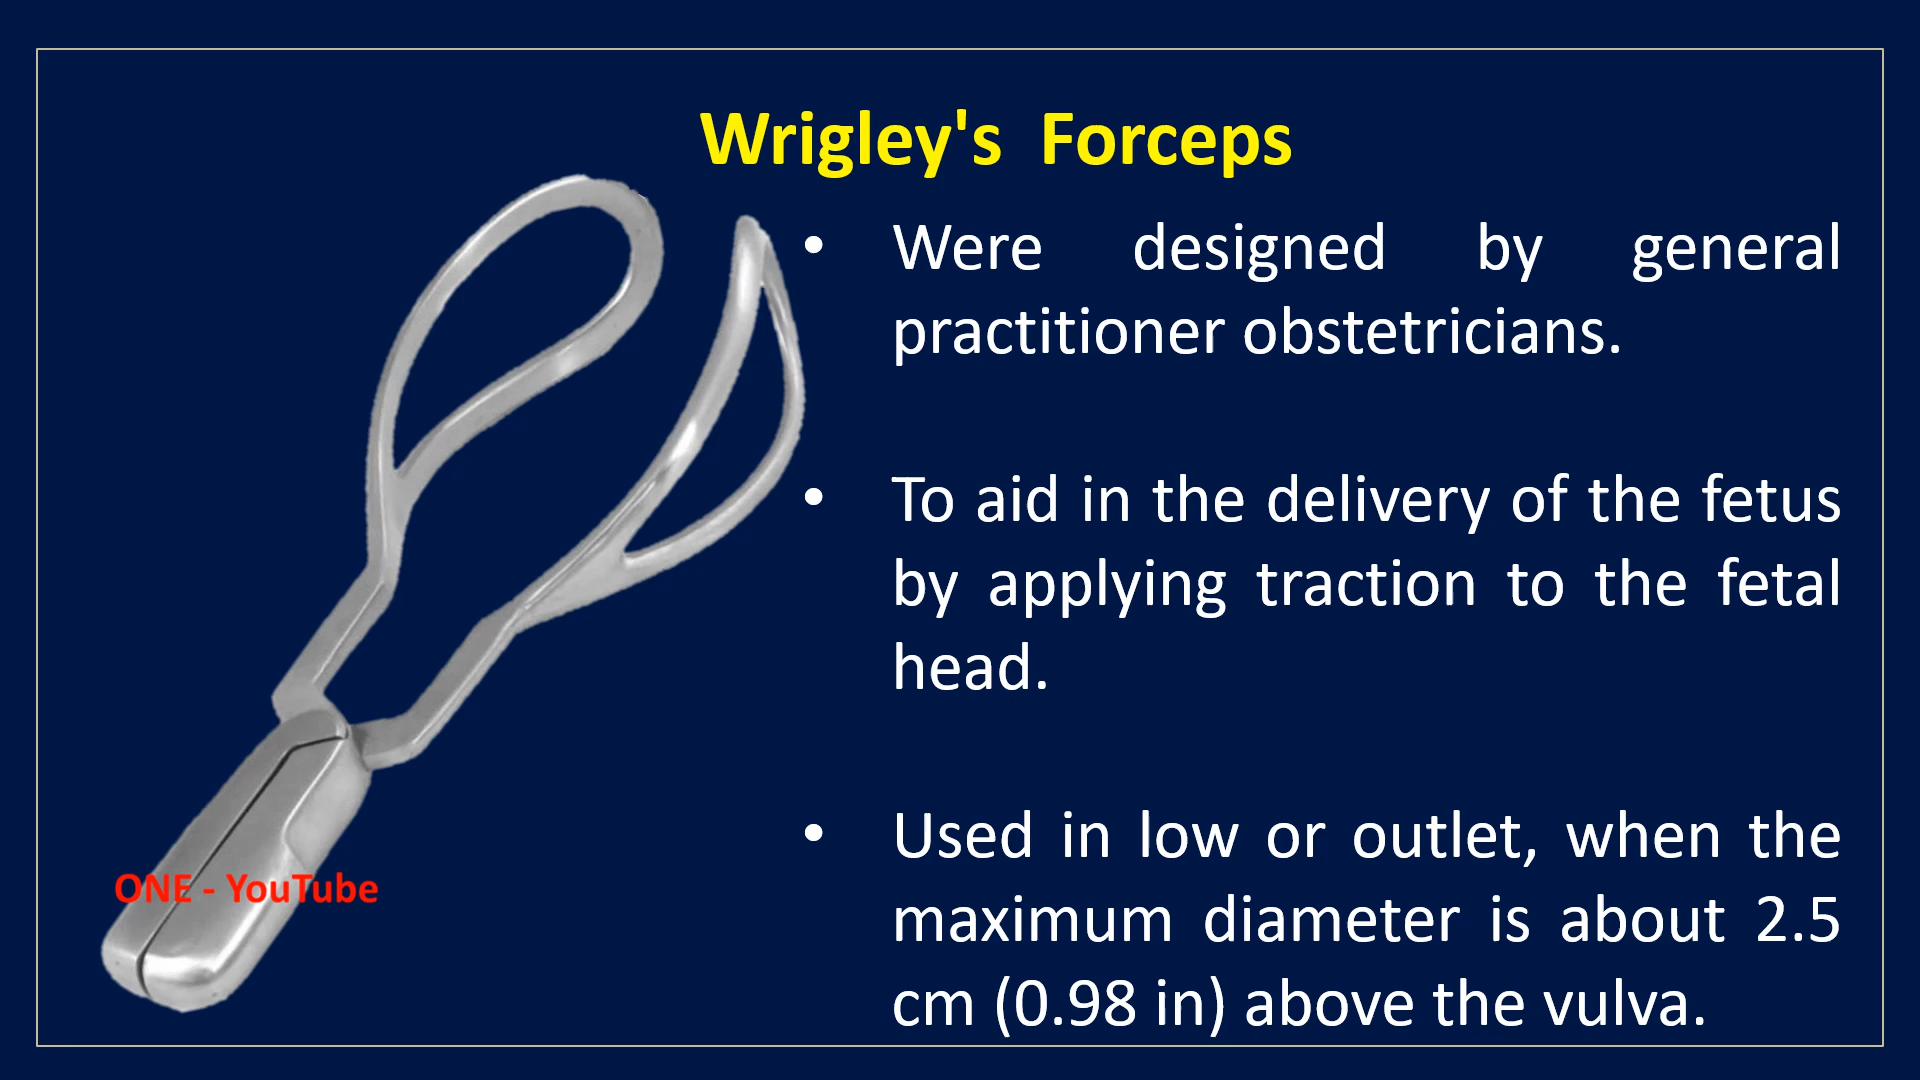 Wrigley's Forceps
• Were designed by general
practitioner obstetricians.
• To aid in the delivery of the fetus
by applying traction to the fetal
head.
• Used in low or outlet, when the
maximum diameter is about 2.5
cm (0.98 in) above the vulva.
ONE - YouTube